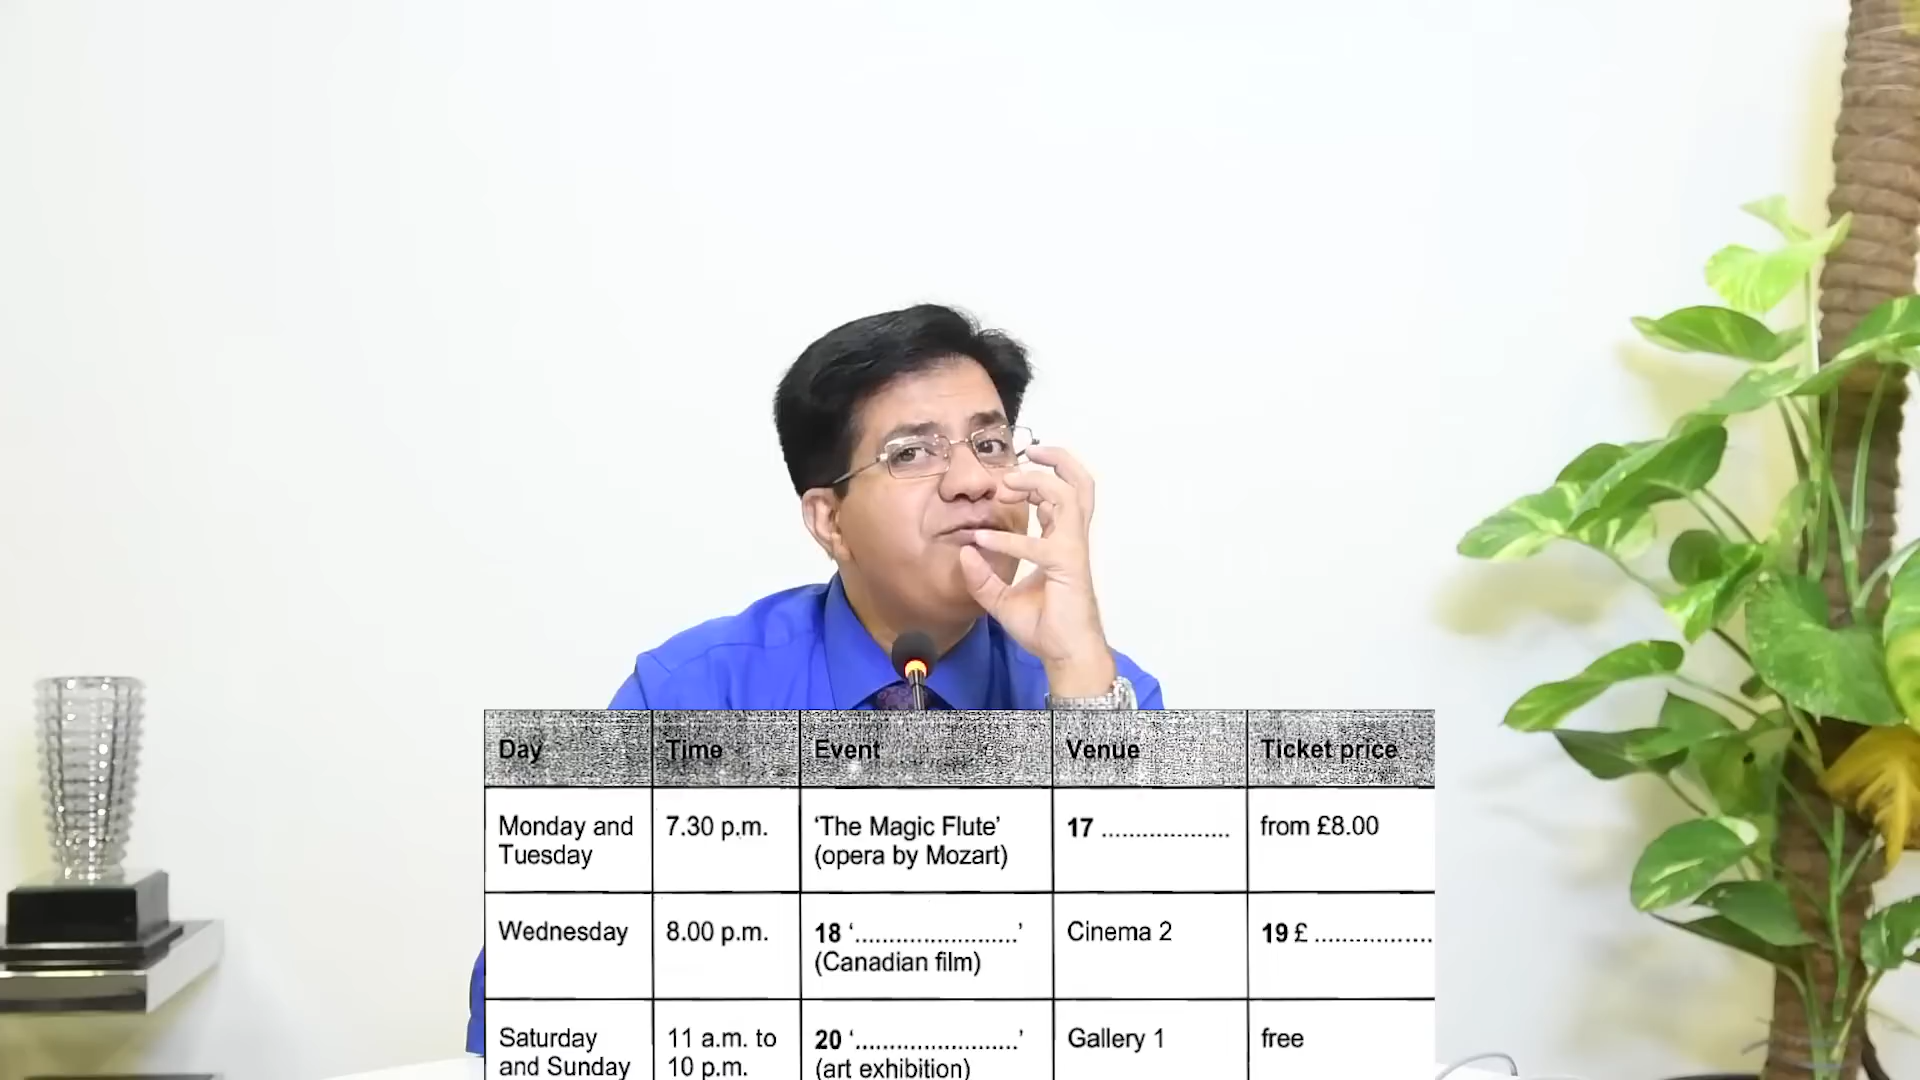 Day Time Event Venue Ticket price
Monday and 7.30 p.m. ‘The Magic Flute’ 17 ................... from £8.00
Tuesday (opera by Mozart)
Wednesday 8.00 p.m. 18 ‘........................’ Cinema 2 19 £ ..................
(Canadian film)
Saturday 11 a.m. to 20 ‘........................’ Gallery 1 free
and Sunday 10 p.m. (art exhibition)